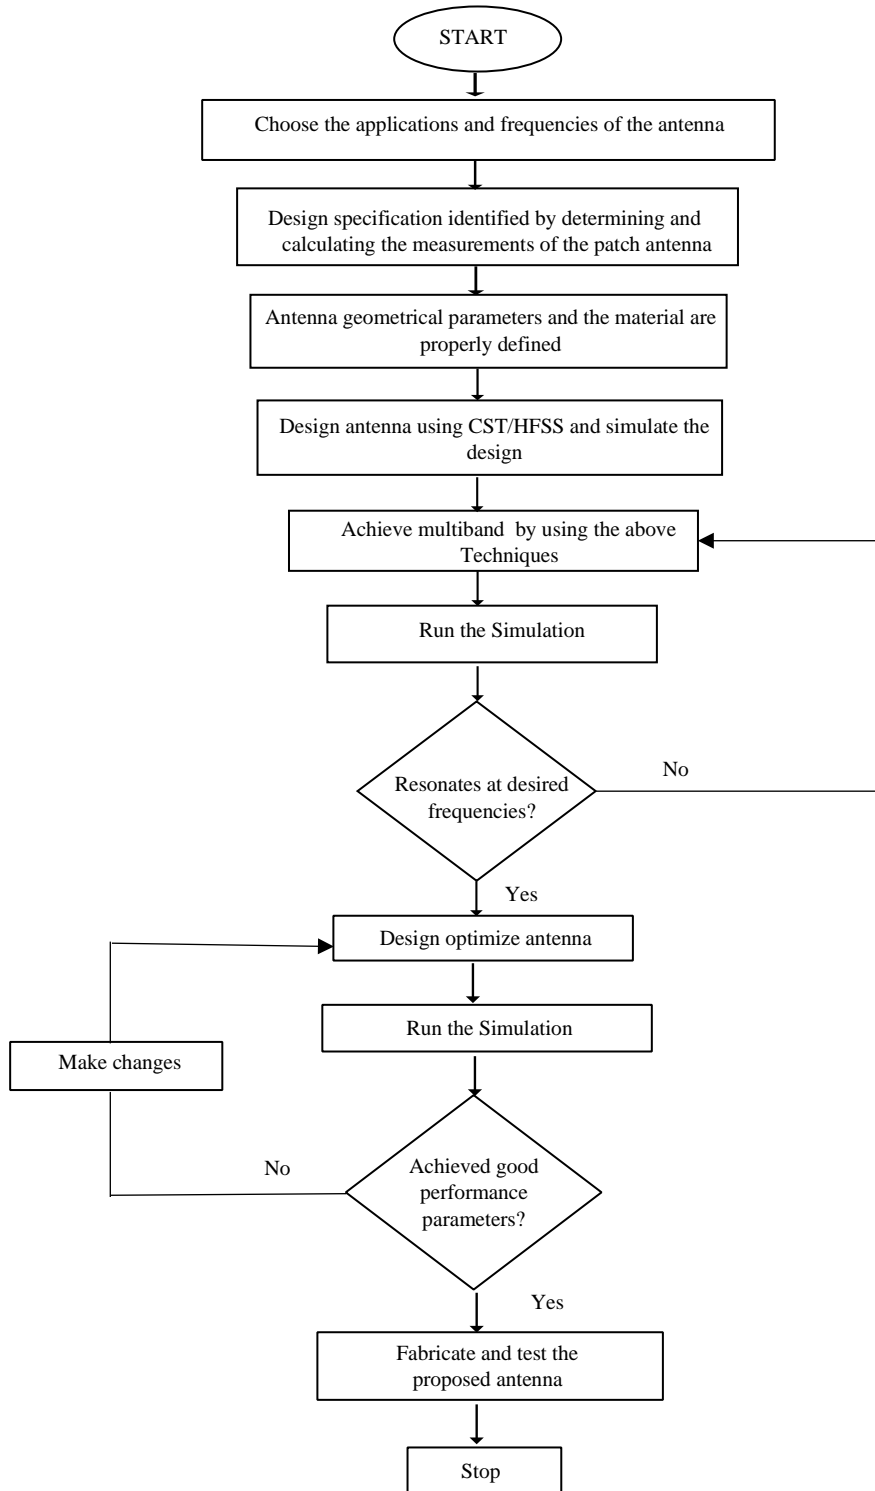 START
Choose the applications and frequencies of the antenna
Design specification identified by determining and
calculating the measurements of the patch antenna
Antenna geometrical parameters and the material are
properly defined
Design antenna using CST/HFSS and simulate the
design
Achieve multiband by using the above
Techniques
Run the Simulation
Resonates at desired
frequencies?
No
Yes
Design optimize antenna
Run the Simulation
Make changes
Achieved good
performance
parameters?
No
Yes
Fabricate and test the
proposed antenna
Stop